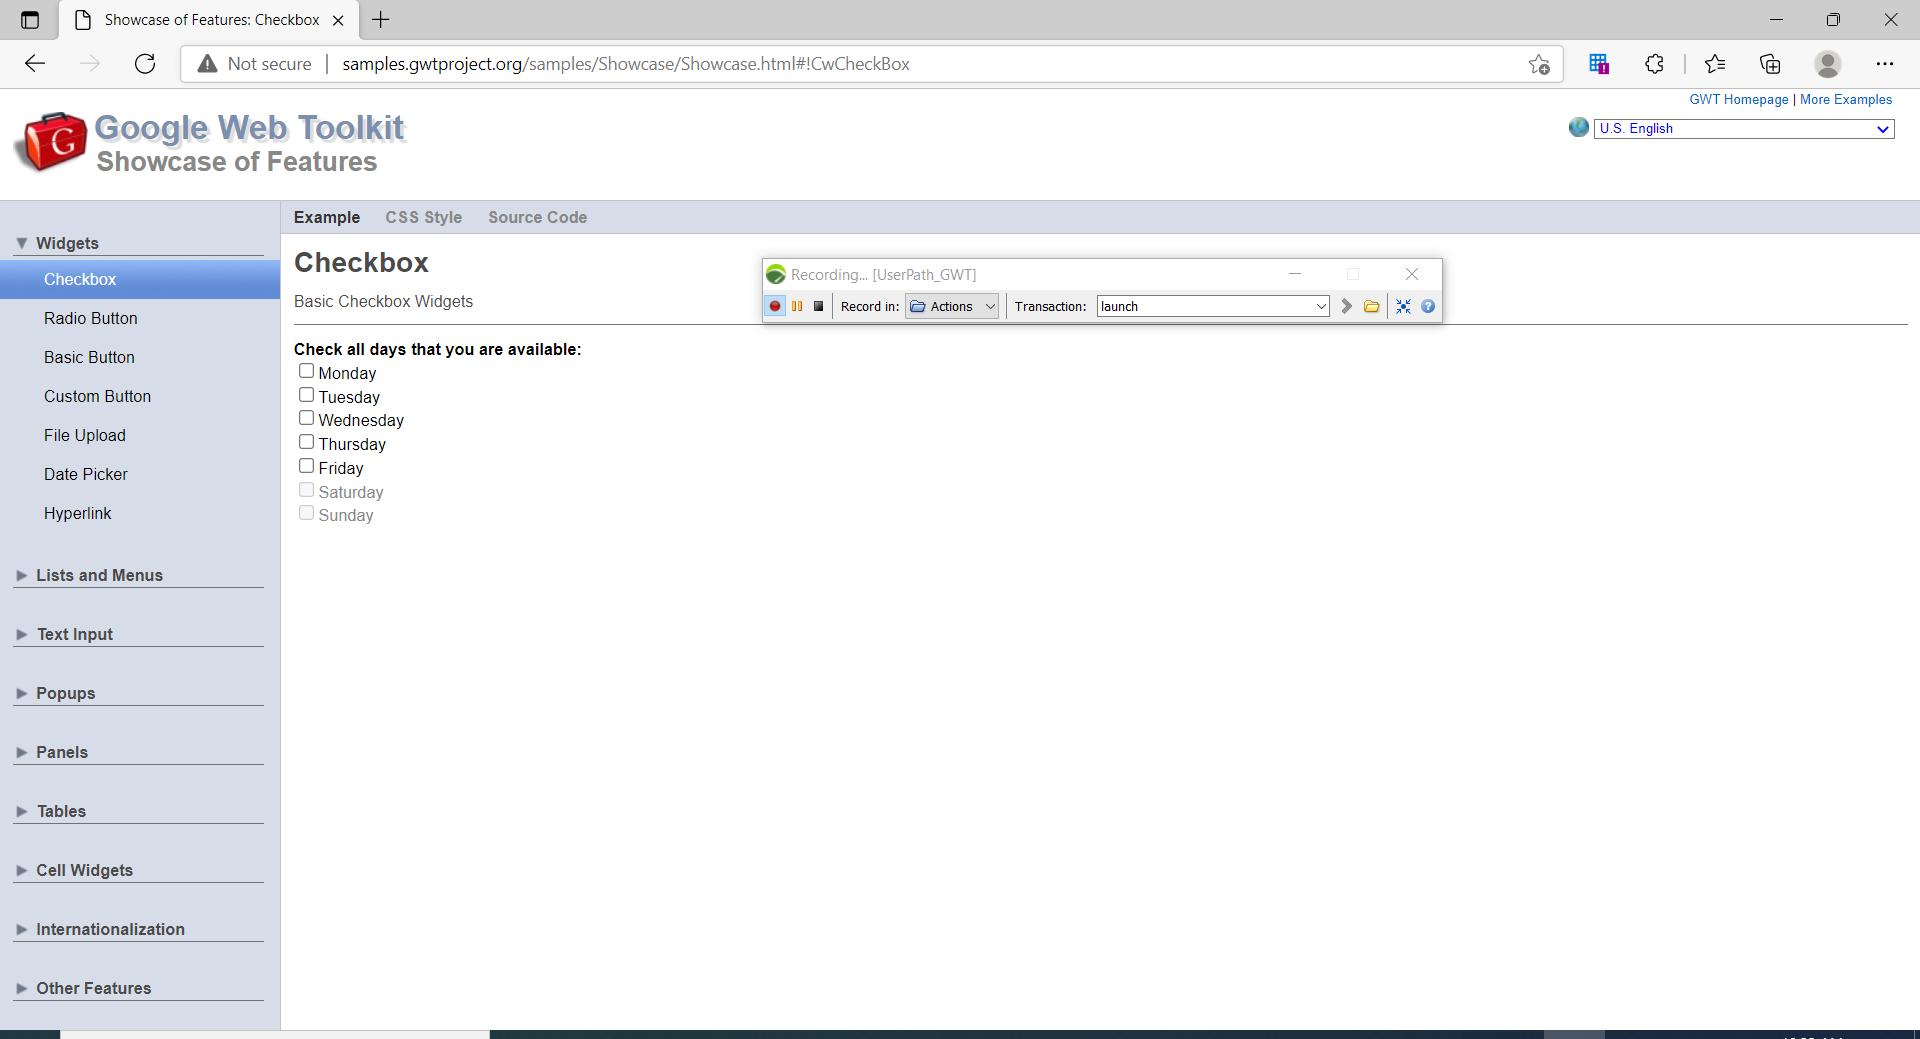 Showcase of Features: Checkbox
Not secure
samples.gwtproject.org/samples/Showcase/Showcase.html#!CwCheckBox
GWT Homepage | More Examples
G
Google Web Toolkit
Showcase of Features
U.S. English
Example CSS Style Source Code
Widgets
Checkbox
Radio Button
Basic Button
Custom Button
File Upload
Date Picker
Hyperlink
Lists and Menus
Text Input
Popups
Panels
Tables
Cell Widgets
Internationalization
Other Features
Checkbox
Basic Checkbox Widgets
Recording... [UserPath_GWT]
Record in: Actions Transaction: launch
Check all days that you are available:
Monday
Tuesday
Wednesday
Thursday
Friday
Saturday
Sunday